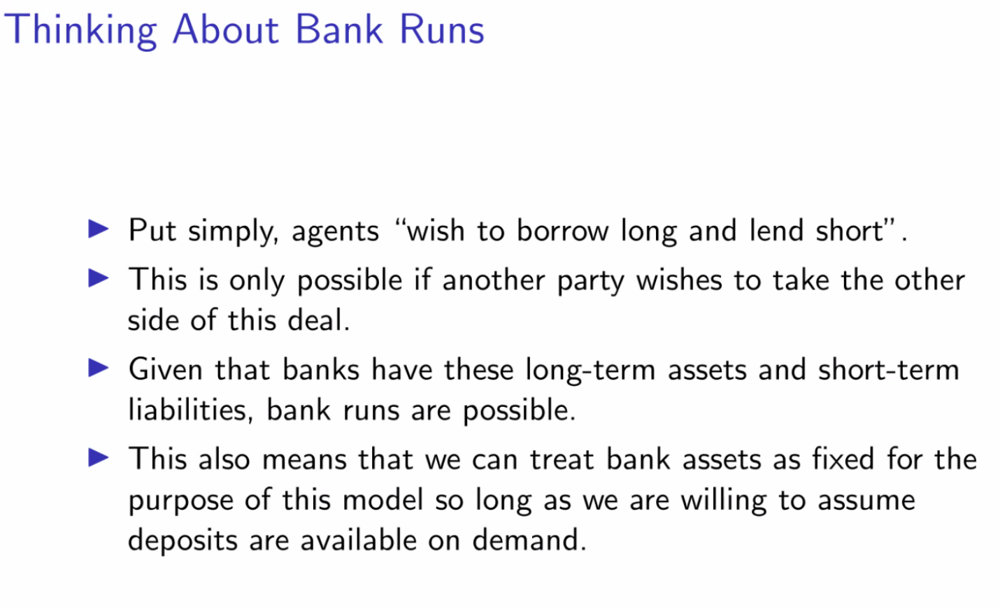 Thinking About Bank Runs
▶ Put simply, agents “wish to borrow long and lend short”.
▶ This is only possible if another party wishes to take the other
side of this deal.
▶ Given that banks have these long-term assets and short-term
liabilities, bank runs are possible.
▶ This also means that we can treat bank assets as fixed for the
purpose of this model so long as we are willing to assume
deposits are available on demand.